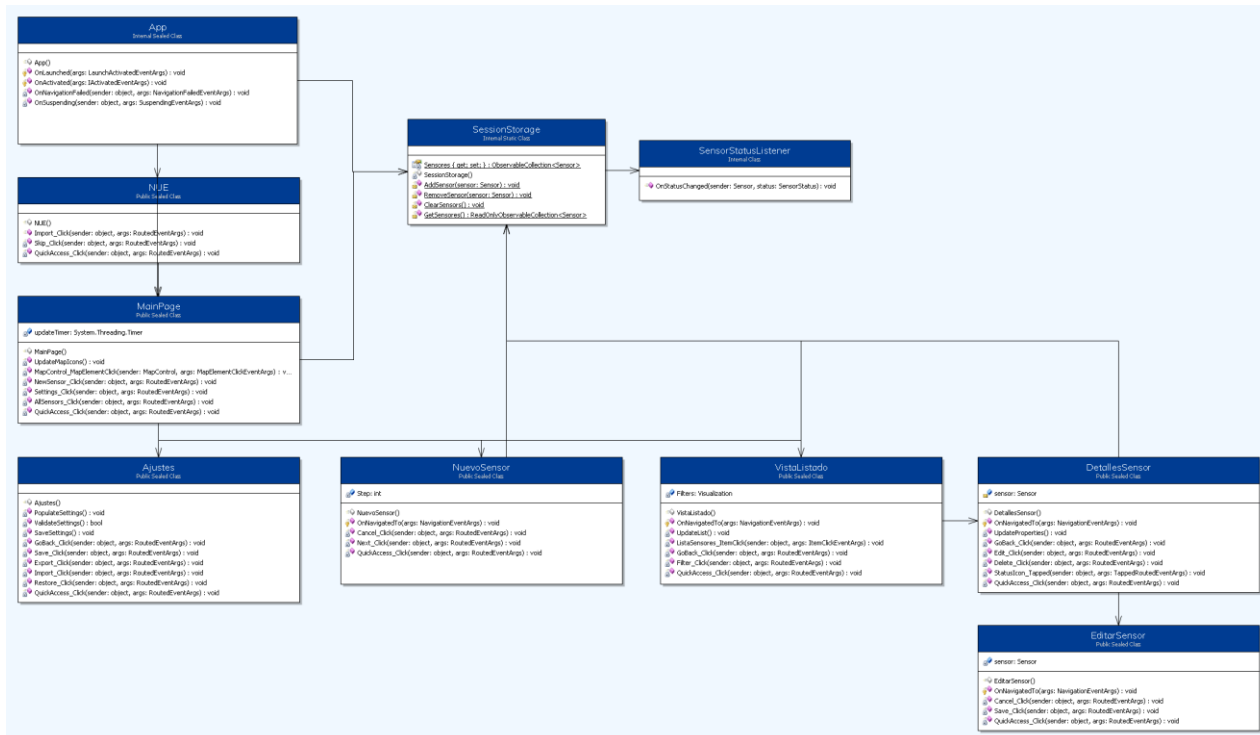 App
Internal Sealed Class
App()
OnLaunched(args: LaunchActivatedEventArgs) : void
OnActivated(args: IActivatedEventArgs) : void
OnNavigationFailed(sender: object, args: NavigationFailedEventArgs) : void
OnSuspending(sender: object, args: SuspendingEventArgs) : void
NUE
Public Sealed Class
NUE()
Import_Click(sender: object, args: RoutedEventArgs) : void
Skip_Click(sender: object, args: RoutedEventArgs) : void
QuickAccess_Click(sender: object, args: RoutedEventArgs) : void
MainPage
Public Sealed Class
updateTimer: System.Threading.Timer
MainPage()
UpdateMapIcons() : void
MapControl_MapElementClick(sender: MapControl, args: MapElementClickEventArgs) : v...
NewSensor_Click(sender: object, args: RoutedEventArgs) : void
Settings_Click(sender: object, args: RoutedEventArgs) : void
AllSensors_Click(sender: object, args: RoutedEventArgs) : void
QuickAccess_Click(sender: object, args: RoutedEventArgs) : void
SessionStorage
Internal Static Class
Sensores { get; set; } : ObservableCollection<Sensor>
SessionStorage()
AddSensor(sensor: Sensor) : void
RemoveSensor(sensor: Sensor) : void
ClearSensors() : void
GetSensores() : ReadOnlyObservableCollection<Sensor>
SensorStatusListener
Internal Class
OnStatusChanged(sender: Sensor, status: SensorStatus) : void
Ajustes
Public Sealed Class
Ajustes()
PopulateSettings() : void
ValidateSettings() : bool
SaveSettings() : void
GoBack_Click(sender: object, args: RoutedEventArgs) : void
Save_Click(sender: object, args: RoutedEventArgs) : void
Export_Click(sender: object, args: RoutedEventArgs) : void
Import_Click(sender: object, args: RoutedEventArgs) : void
Restore_Click(sender: object, args: RoutedEventArgs) : void
QuickAccess_Click(sender: object, args: RoutedEventArgs) : void
NuevoSensor
Public Sealed Class
Step: int
NuevoSensor()
OnNavigatedTo(args: NavigationEventArgs) : void
Cancel_Click(sender: object, args: RoutedEventArgs) : void
Next_Click(sender: object, args: RoutedEventArgs) : void
QuickAccess_Click(sender: object, args: RoutedEventArgs) : void
VistaListado
Public Sealed Class
Filters: Visualization
VistaListado()
OnNavigatedTo(args: NavigationEventArgs) : void
UpdateList() : void
ListaSensores_ItemClick(sender: object, args: ItemClickEventArgs) : void
GoBack_Click(sender: object, args: RoutedEventArgs) : void
Filter_Click(sender: object, args: RoutedEventArgs) : void
QuickAccess_Click(sender: object, args: RoutedEventArgs) : void
DetallesSensor
Public Sealed Class
sensor: Sensor
DetallesSensor()
OnNavigatedTo(args: NavigationEventArgs) : void
UpdateProperties() : void
GoBack_Click(sender: object, args: RoutedEventArgs) : void
Edit_Click(sender: object, args: RoutedEventArgs) : void
Delete_Click(sender: object, args: RoutedEventArgs) : void
StatusIcon_Tapped(sender: object, args: TappedRoutedEventArgs) : void
QuickAccess_Click(sender: object, args: RoutedEventArgs) : void
EditarSensor
Public Sealed Class
sensor: Sensor
EditarSensor()
OnNavigatedTo(args: NavigationEventArgs) : void
Cancel_Click(sender: object, args: RoutedEventArgs) : void
Save_Click(sender: object, args: RoutedEventArgs) : void
QuickAccess_Click(sender: object, args: RoutedEventArgs) : void